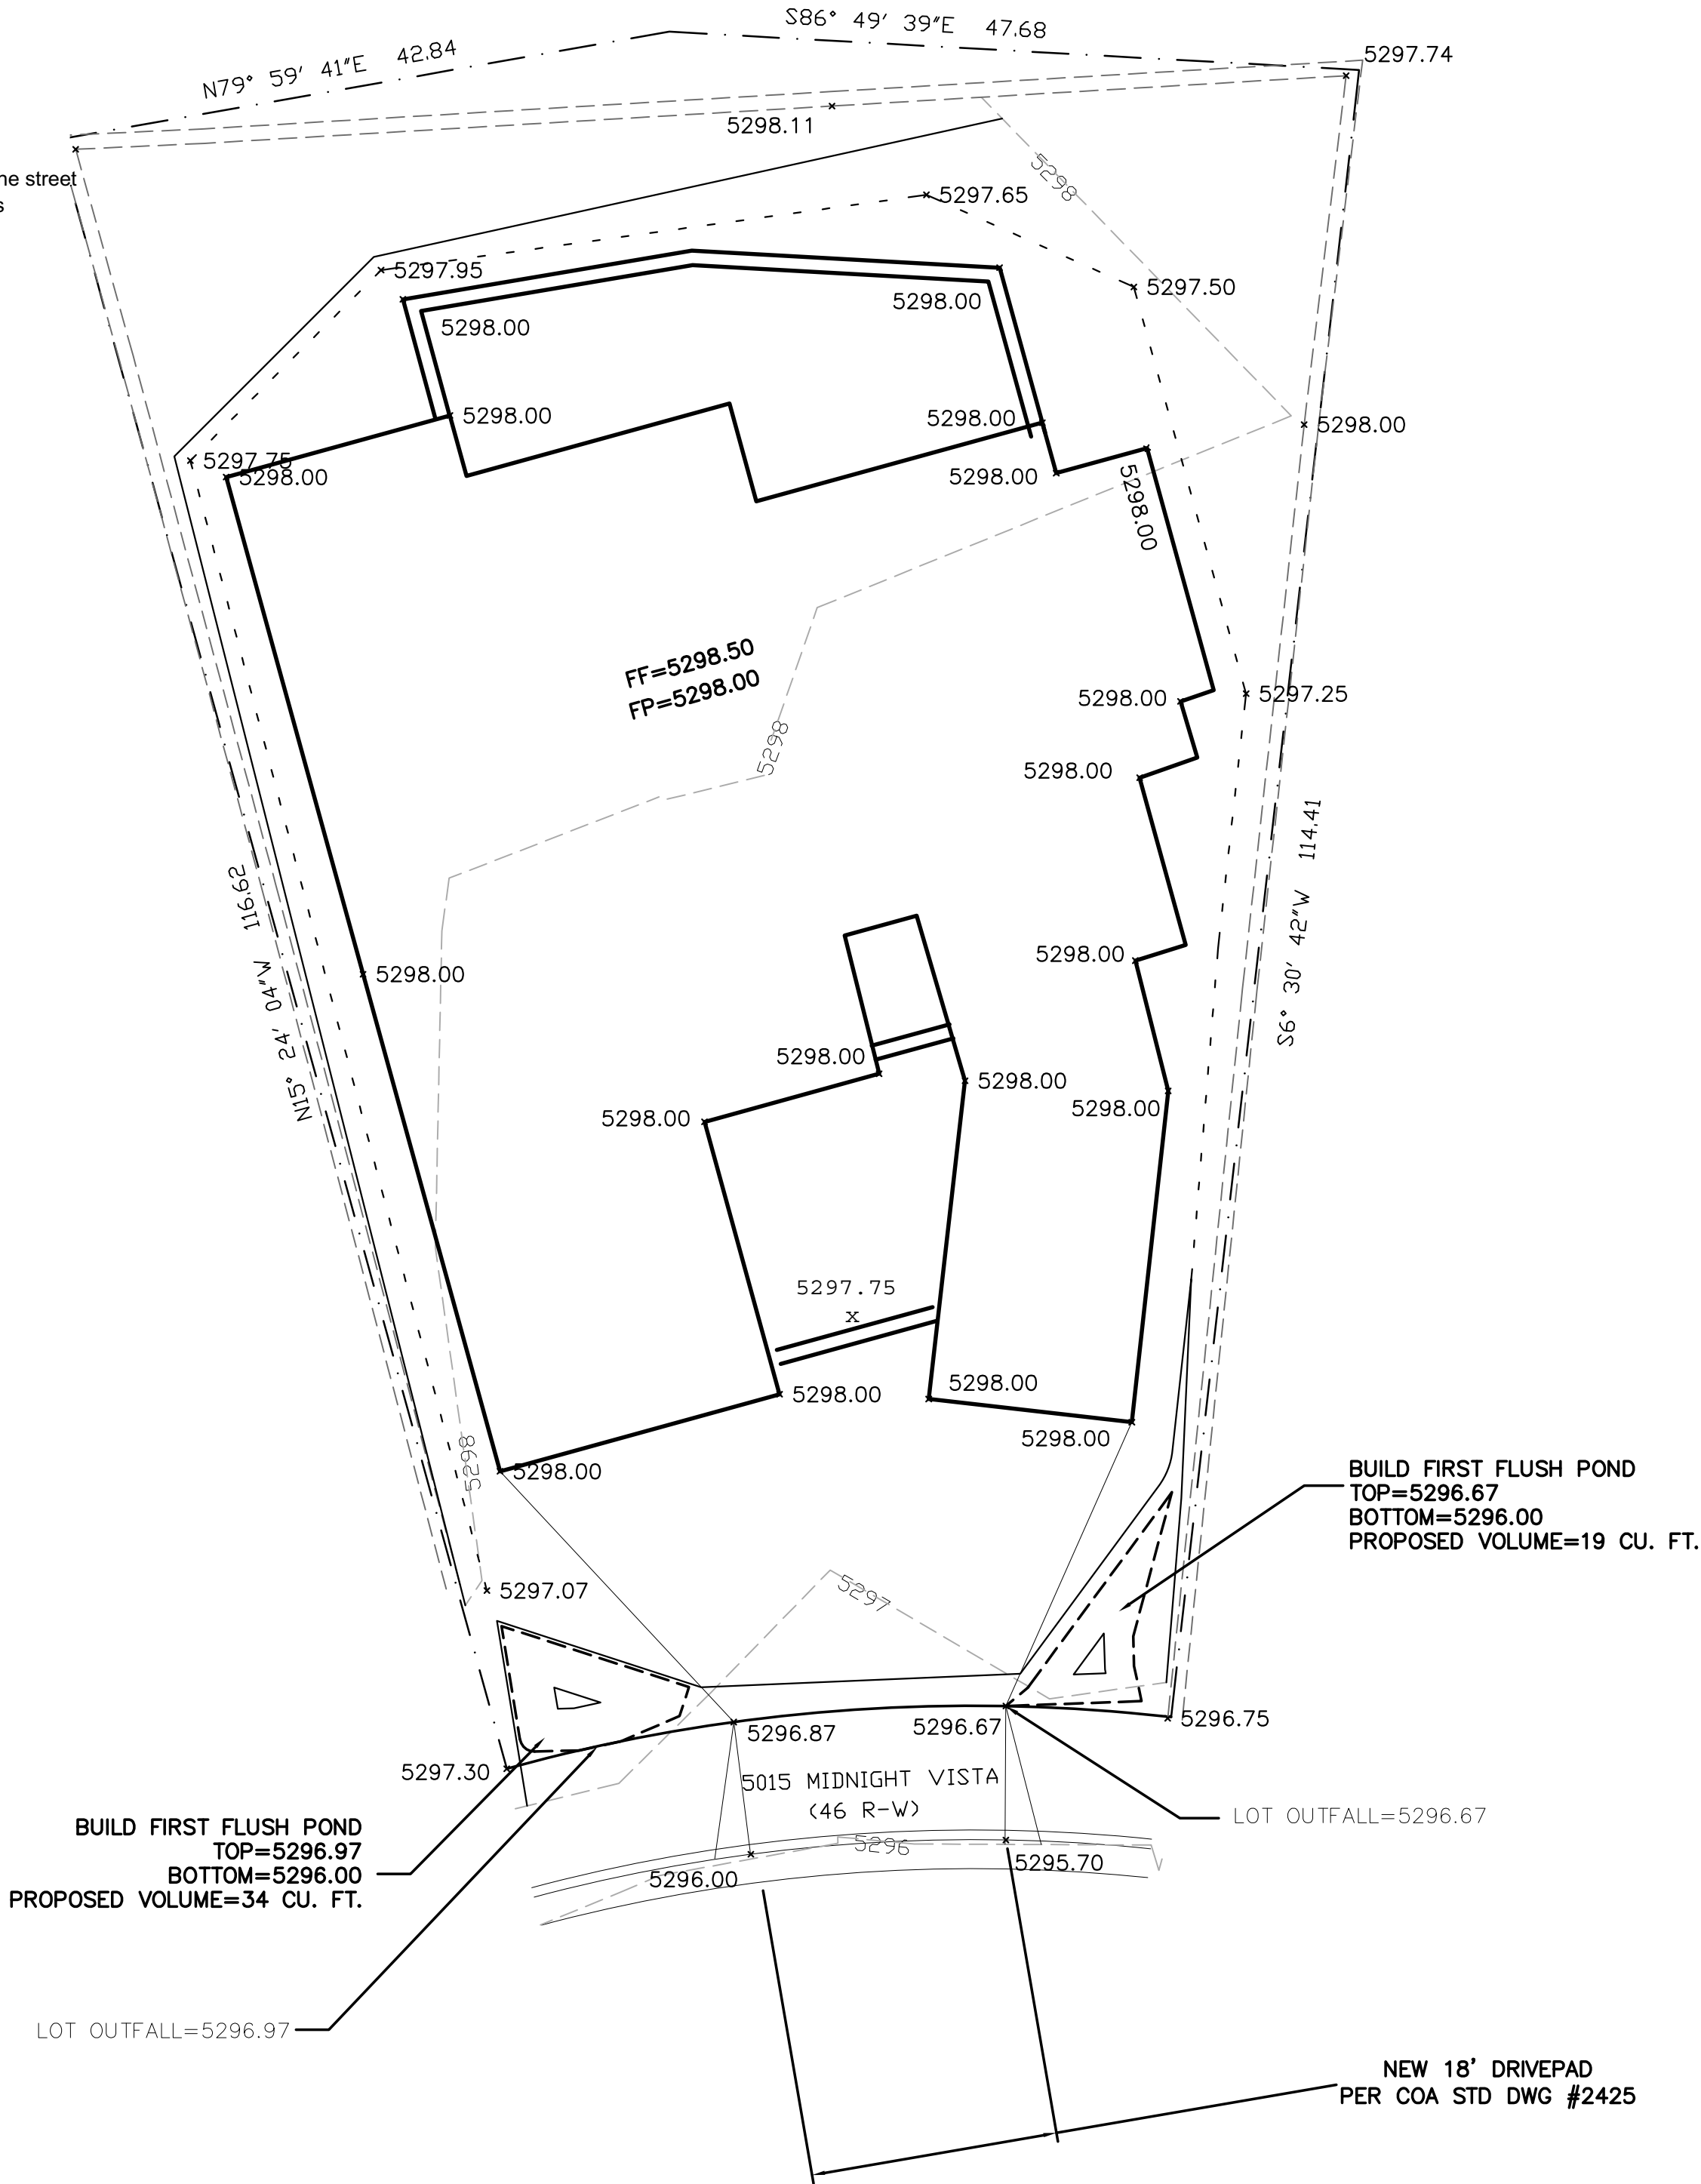 S86° 49' 39"E 47.68
N79° 59' 41"E 42.84
5297.74
5298.11
ne street
s
5298
5297.65
5297.95
5297.50
5298.00
5298.00
5298.00
5298.00
5298.00
5297.75
5298.00
5298.00
5298.00
FF=5298.50
FP=5298.00
5298.00
5297.25
5298
5298.00
S6° 30' 42"W 114.41
N15° 24' 04"W 116.62
5298.00
5298.00
5298.00
5298.00
5298.00
5298.00
5297.75
x
5298.00
5298.00
5298.00
5298
5298.00
BUILD FIRST FLUSH POND
TOP=5296.67
BOTTOM=5296.00
PROPOSED VOLUME=19 CU. FT.
5297.07
5297
5296.87
5296.67
5296.75
5297.30
5015 MIDNIGHT VISTA
(46 R-W)
LOT OUTFALL=5296.67
BUILD FIRST FLUSH POND
TOP=5296.97
BOTTOM=5296.00
PROPOSED VOLUME=34 CU. FT.
5296
5296.00
5295.70
LOT OUTFALL=5296.97
NEW 18' DRIVEPAD
PER COA STD DWG #2425